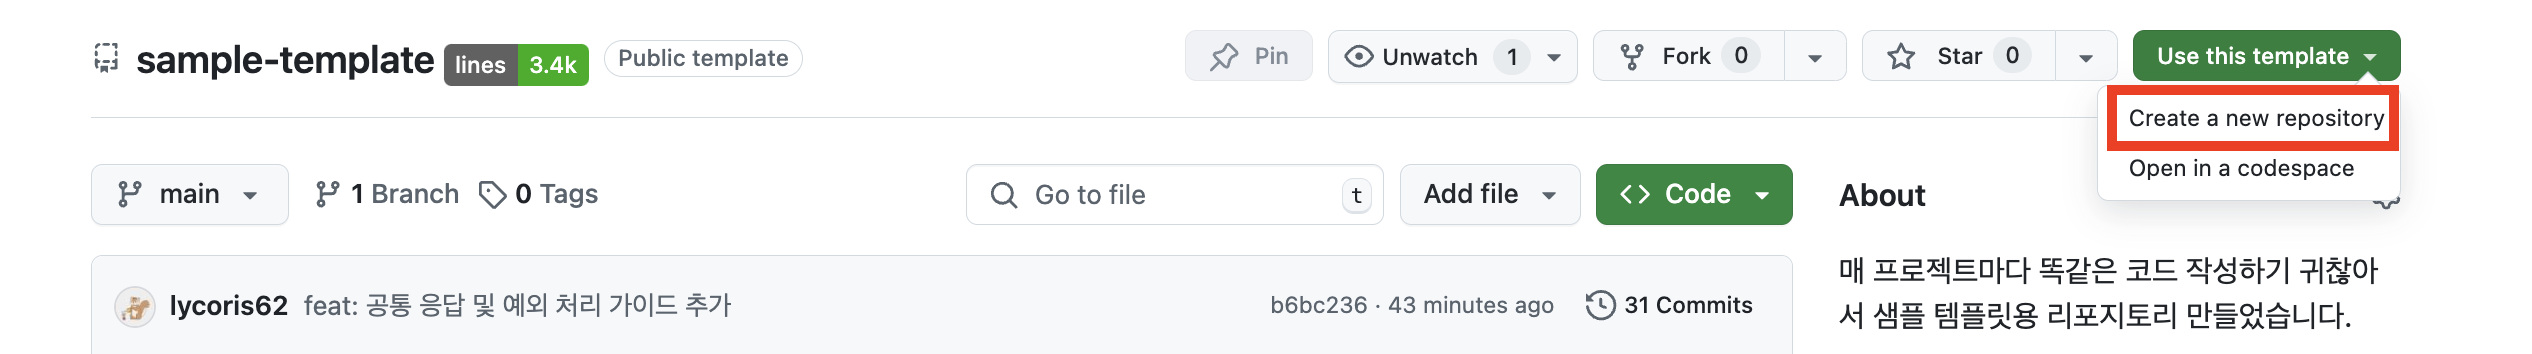 sample-template lines 3.4k Public template Pin Unwatch 1 Fork 0 Star 0 Use this template
Create a new repository
Open in a codespace
main 1 Branch 0 Tags Go to file t Add file Code About
lycoris62 feat: 공통 응답 및 예외 처리 가이드 추가 b6bc236 · 43 minutes ago 31 Commits
매 프로젝트마다 똑같은 코드 작성하기 귀찮아
서 샘플 템플릿용 리포지토리 만들었습니다.